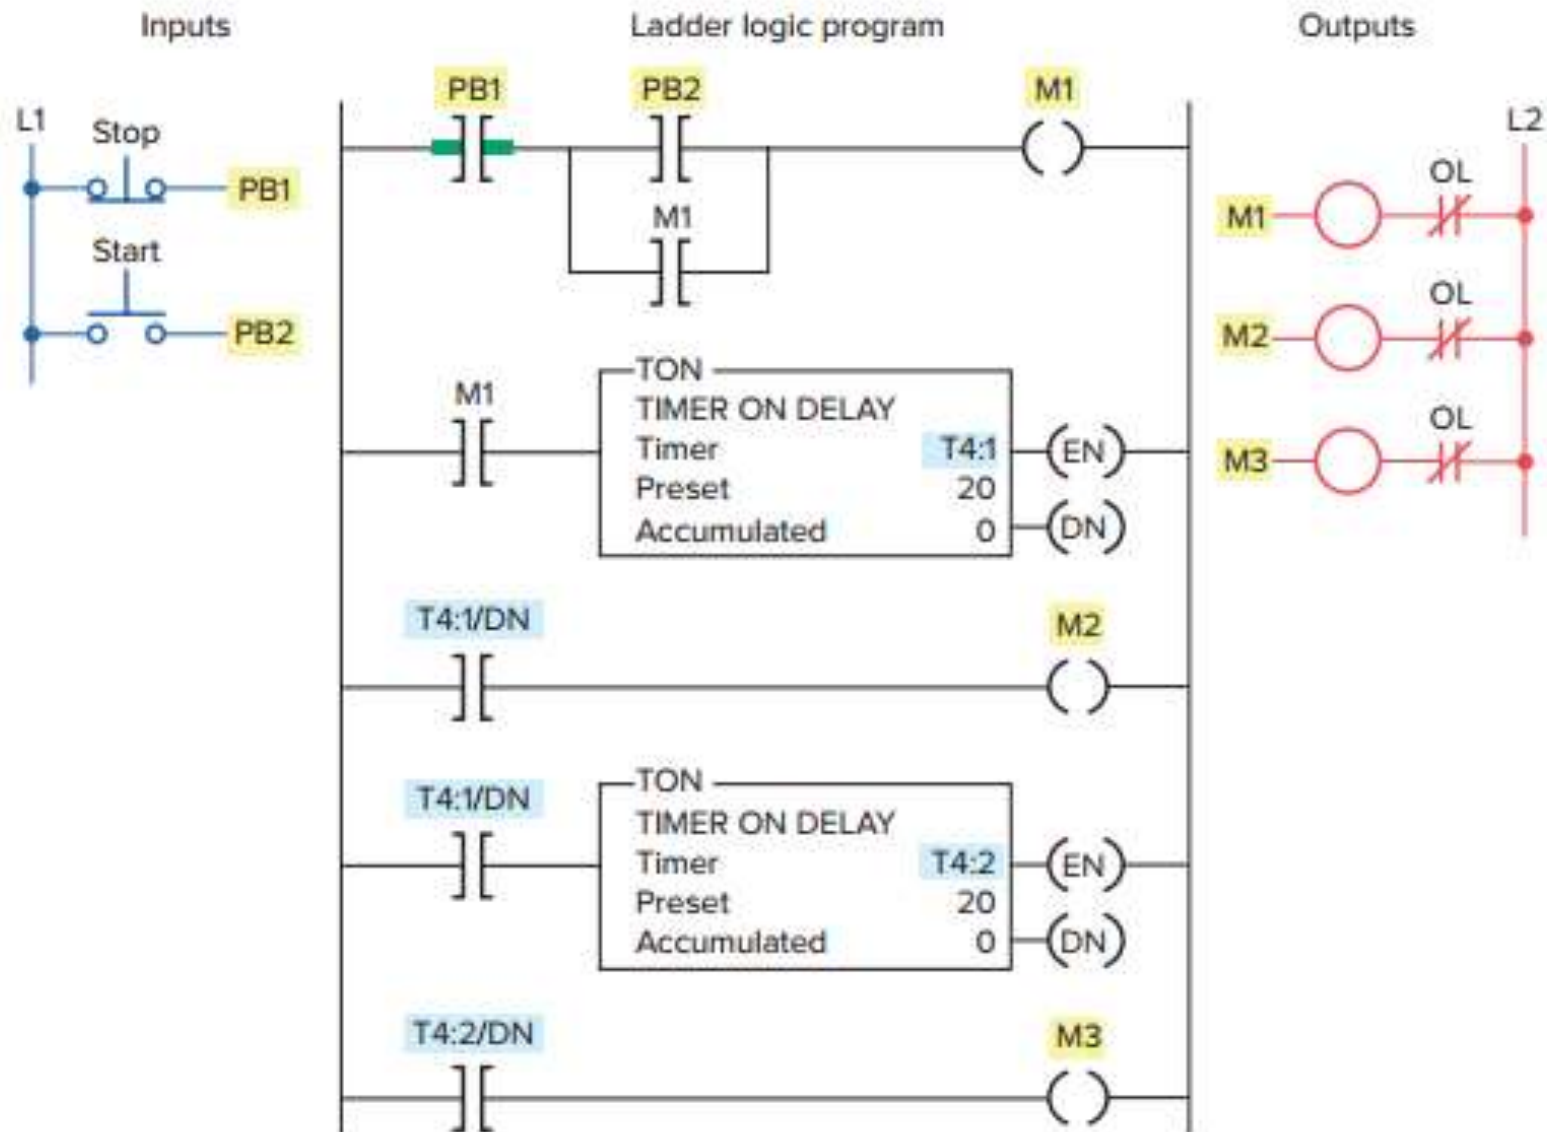 Inputs
Ladder logic program
Outputs
L1
Stop
PB1
Start
PB2
PB1
PB2
M1
M1
M1
TON
TIMER ON DELAY
Timer T4:1 EN
Preset 20
Accumulated 0 DN
T4:1/DN
M2
T4:1/DN
TON
TIMER ON DELAY
Timer T4:2 EN
Preset 20
Accumulated 0 DN
T4:2/DN
M3
L2
OL
M1
OL
M2
OL
M3